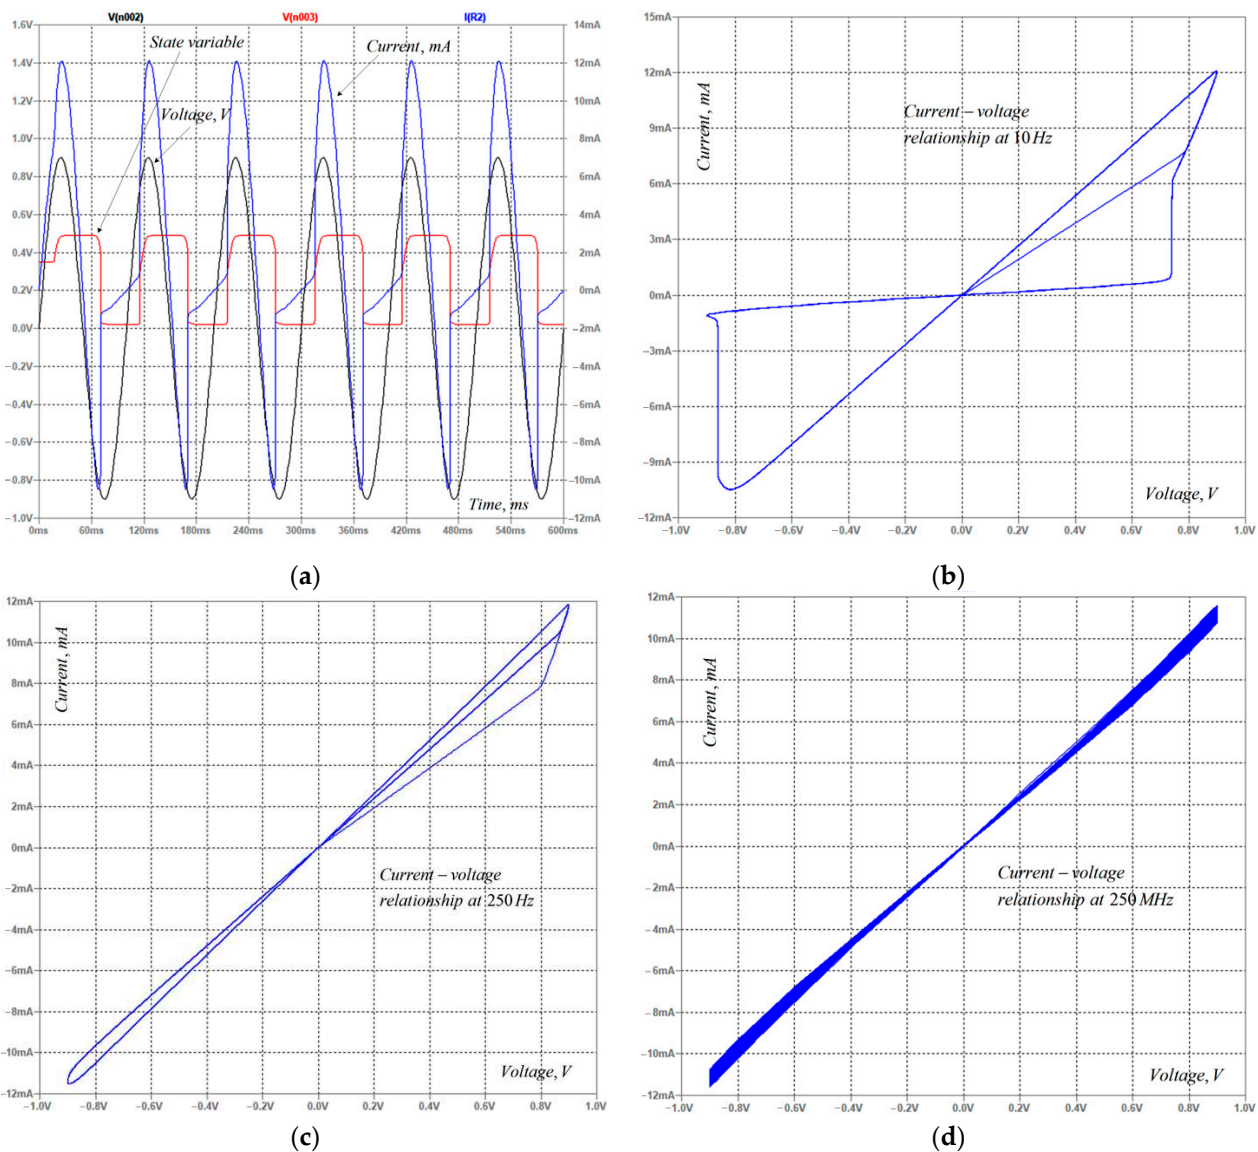 V(n002) V(n003) I(R2)
1.6V 14mA
State variable
Current, mA
1.4V 12mA
1.2V 10mA
Voltage, V
1.0V 8mA
0.8V 6mA
0.6V 4mA
0.4V 2mA
0.2V 0mA
0.0V −2mA
−0.2V −4mA
−0.4V −6mA
−0.6V −8mA
−0.8V −10mA
Time, ms
−1.0V −12mA
0ms 60ms 120ms 180ms 240ms 300ms 360ms 420ms 480ms 540ms 600ms
(a)
15mA
12mA
Current, mA
Current – voltage
relationship at 10 Hz
9mA
6mA
3mA
0mA
−3mA
−6mA
−9mA
Voltage, V
−12mA
−1.0V −0.8V −0.6V −0.4V −0.2V 0.0V 0.2V 0.4V 0.6V 0.8V 1.0V
(b)
12mA
10mA
Current, mA
8mA
6mA
4mA
2mA
0mA
Current – voltage
relationship at 250 Hz
−2mA
−4mA
−6mA
−8mA
−10mA
Voltage, V
−12mA
−1.0V −0.8V −0.6V −0.4V −0.2V 0.0V 0.2V 0.4V 0.6V 0.8V 1.0V
(c)
12mA
10mA
Current, mA
8mA
6mA
4mA
2mA
0mA
Current – voltage
relationship at 250 MHz
−2mA
−4mA
−6mA
−8mA
−10mA
Voltage, V
−12mA
−1.0V −0.8V −0.6V −0.4V −0.2V 0.0V 0.2V 0.4V 0.6V 0.8V 1.0V
(d)